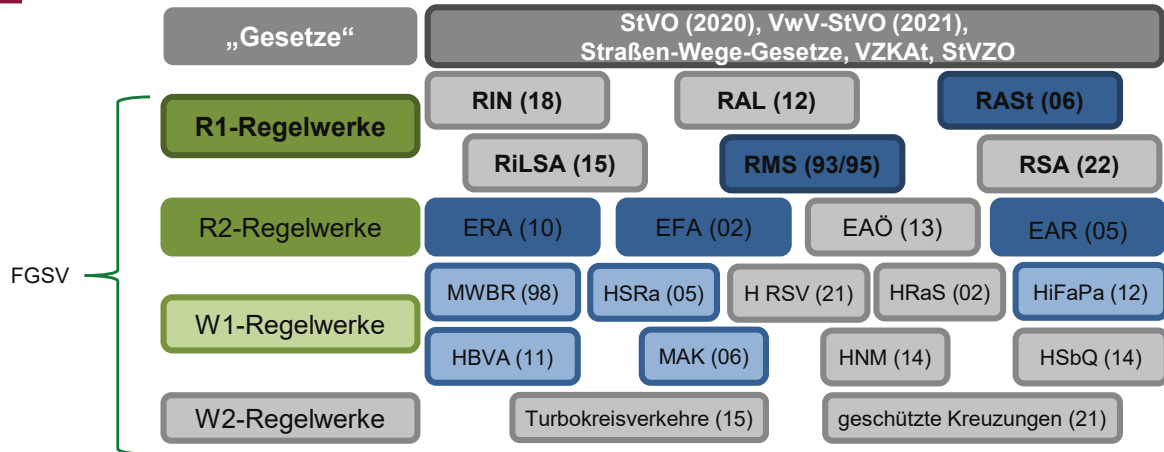 „Gesetze“
StVO (2020), VwV-StVO (2021),
Straßen-Wege-Gesetze, VZKAt, StVZO
R1-Regelwerke
RIN (18)
RAL (12)
RASt (06)
RiLSA (15)
RMS (93/95)
RSA (22)
R2-Regelwerke
ERA (10)
EFA (02)
EAÖ (13)
EAR (05)
FGSV
W1-Regelwerke
MWBR (98)
HSRa (05)
H RSV (21)
HRaS (02)
HiFaPa (12)
HBVA (11)
MAK (06)
HNM (14)
HSbQ (14)
W2-Regelwerke
Turbokreisverkehre (15)
geschützte Kreuzungen (21)